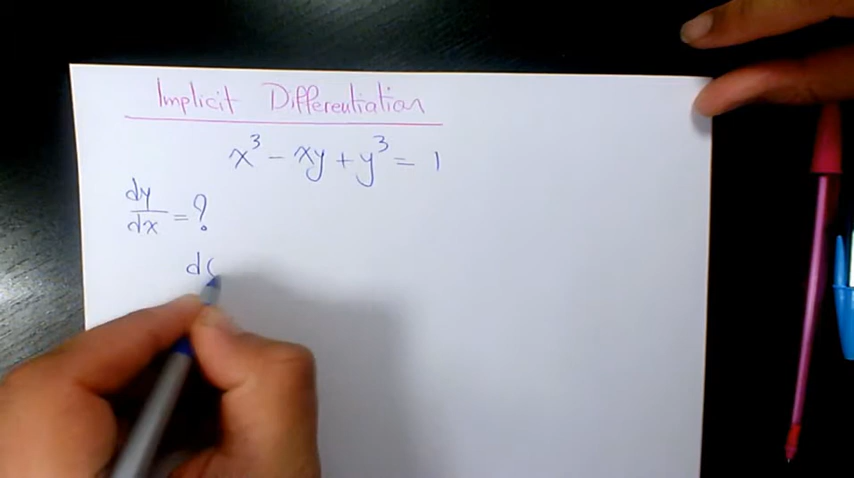 Implicit Differentiation
x³ - xy + y³ = 1
dy/dx = ?
d(